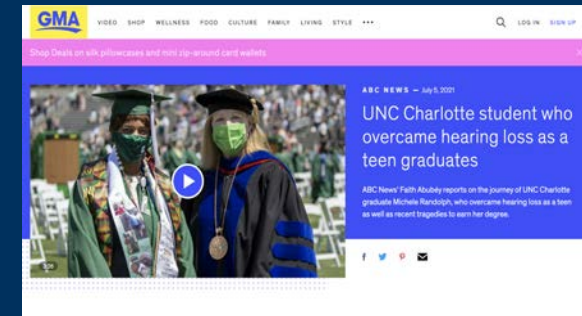 GMA
VIDEO SHOP WELLNESS FOOD CULTURE FAMILY LIVING STYLE •••
LOG IN SIGN UP
Shop Deals on silk pillowcases and mini zip-around card wallets
ABC NEWS — July 5, 2021
UNC Charlotte student who
overcame hearing loss as a
teen graduates
ABC News' Faith Abubéy reports on the journey of UNC Charlotte
graduate Michele Randolph, who overcame hearing loss as a teen
as well as recent tragedies to earn her degree.